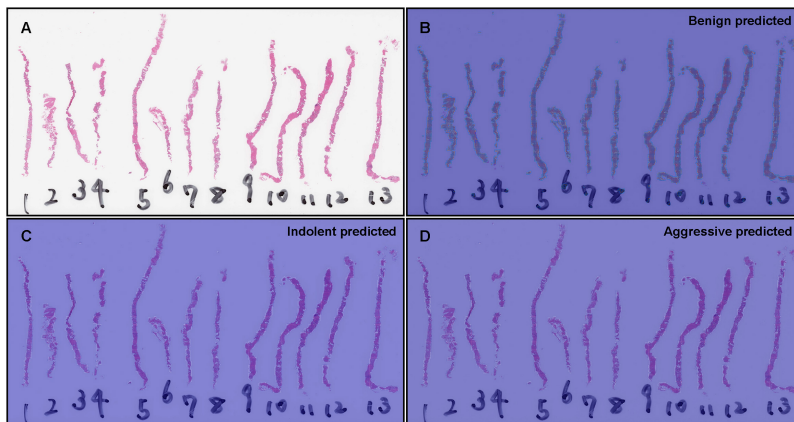 A
1 2 3 4 5 6 7 8 9 10 11 12 13
B
Benign predicted
1 2 3 4 5 6 7 8 9 10 11 12 13
C
Indolent predicted
1 2 3 4 5 6 7 8 9 10 11 12 13
D
Aggressive predicted
1 2 3 4 5 6 7 8 9 10 11 12 13